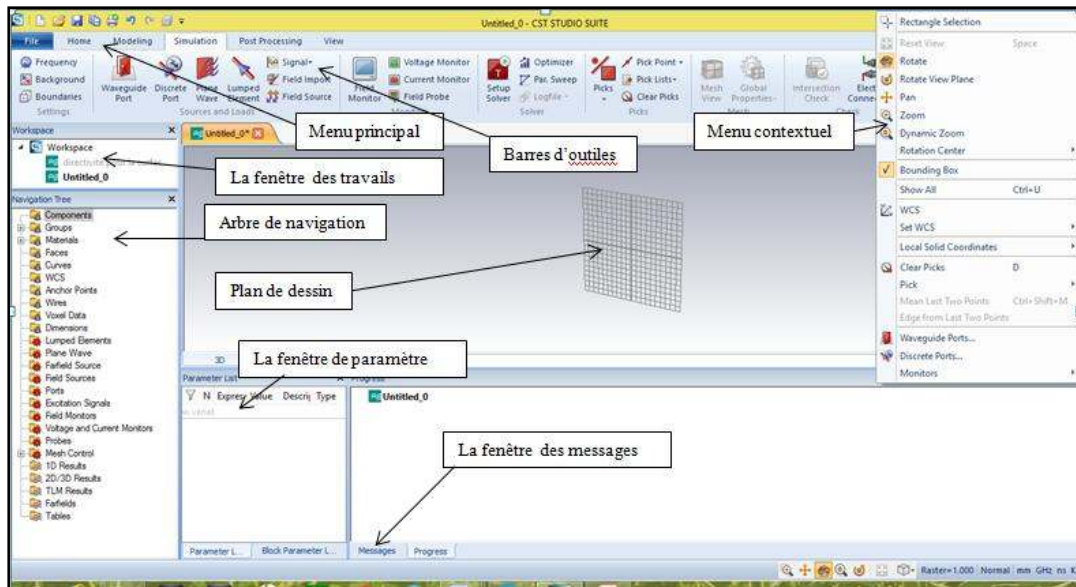 Untitled_0 - CST STUDIO SUITE
File Home Modeling Simulation Post Processing View
Frequency
Background
Boundaries
Settings
Waveguide Port
Discrete Port
Plane Wave
Lumped Element
Signal
Field Import
Field Source
Sources and Loads
Field Monitor
Voltage Monitor
Current Monitor
Field Probe
Setup Solver
Optimizer
Par. Sweep
Logfile
Solver
Picks
Pick Point
Pick Lists
Clear Picks
Picks
Mesh View
Global Properties
Mesh
Intersection Check
Check
Menu principal
Barres d'outiles
Menu contextuel
Workspace
Workspace
Untitled_0
Untitled_0*
La fenêtre des travails
Navigation Tree
Components
Groups
Materials
Faces
Curves
WCS
Anchor Points
Wires
Voxel Data
Dimensions
Lumped Elements
Plane Wave
Farfield Source
Field Sources
Ports
Excitation Signals
Field Monitors
Voltage and Current Monitors
Probes
Mesh Control
1D Results
2D/3D Results
TLM Results
Farfields
Tables
Arbre de navigation
Plan de dessin
3D
La fenêtre de paramètre
Parameter List
N Expres Value Descri Type
Progress
Untitled_0
La fenêtre des messages
Parameter L... Block Parameter L...
Messages Progress
Rectangle Selection
Reset View Space
Rotate
Rotate View Plane
Pan
Zoom
Dynamic Zoom
Rotation Center
Bounding Box
Show All Ctrl+U
WCS
Set WCS
Local Solid Coordinates
Clear Picks D
Pick
Mean Last Two Points Ctrl+Shift+M
Edge from Last Two Points
Waveguide Ports...
Discrete Ports...
Monitors
Raster=1.000 Normal mm GHz ns K